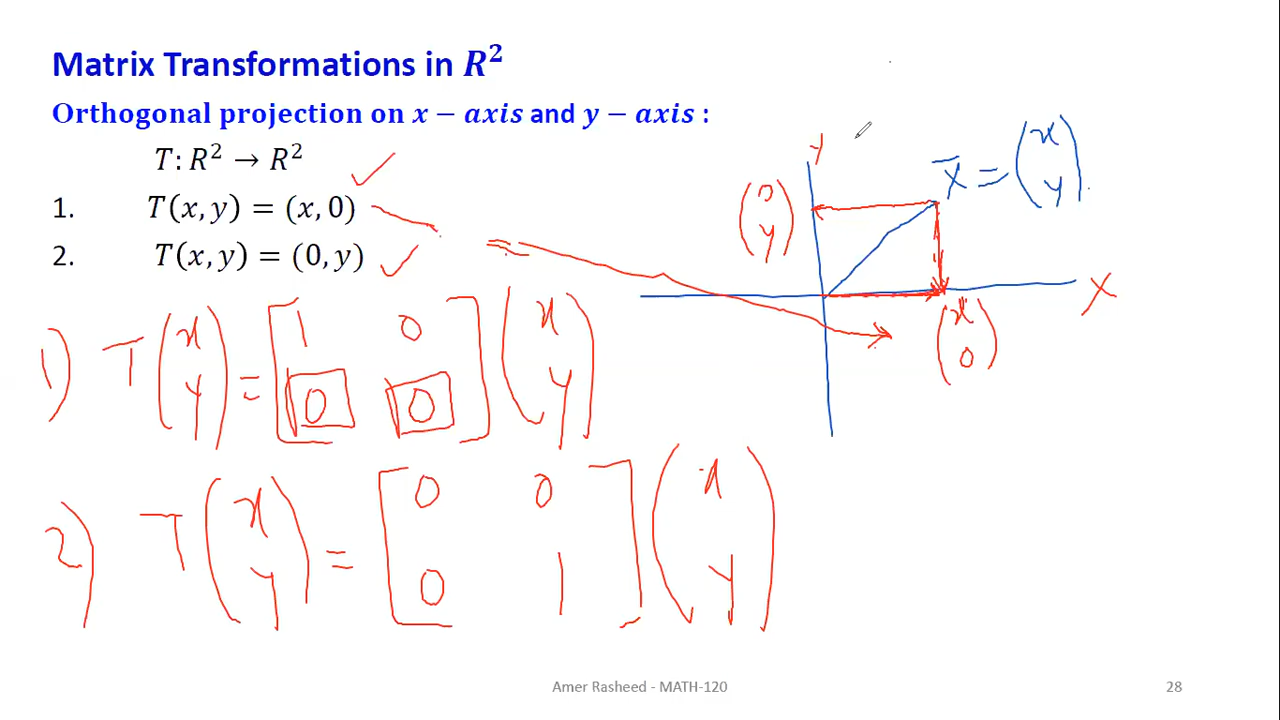 Matrix Transformations in R²
Orthogonal projection on x − axis and y − axis :
T: R² → R²
1. T(x, y) = (x, 0)
2. T(x, y) = (0, y)
y
x̄ = (x
y)
(0
y)
x
(x
0)
=
1) T (x = [1 0 (x
y) 0 0] y)
2) T (x = [0 0 (x
y) 0 1] y)
Amer Rasheed - MATH-120
28